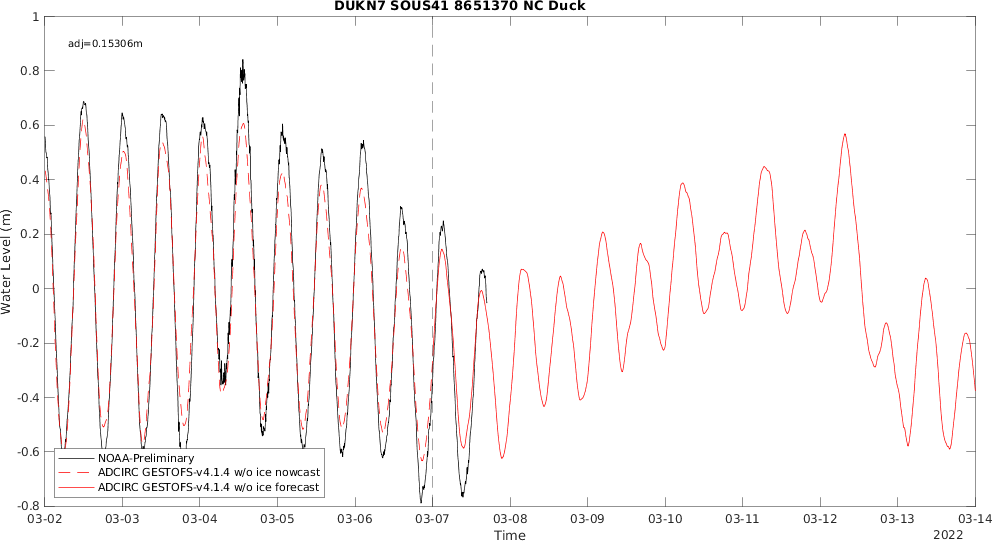 DUKN7 SOUS41 8651370 NC Duck
adj=0.15306m
Water Level (m)
1
0.8
0.6
0.4
0.2
0
-0.2
-0.4
-0.6
-0.8
NOAA-Preliminary
ADCIRC GESTOFS-v4.1.4 w/o ice nowcast
ADCIRC GESTOFS-v4.1.4 w/o ice forecast
03-02 03-03 03-04 03-05 03-06 03-07 03-08 03-09 03-10 03-11 03-12 03-13 03-14
Time
2022